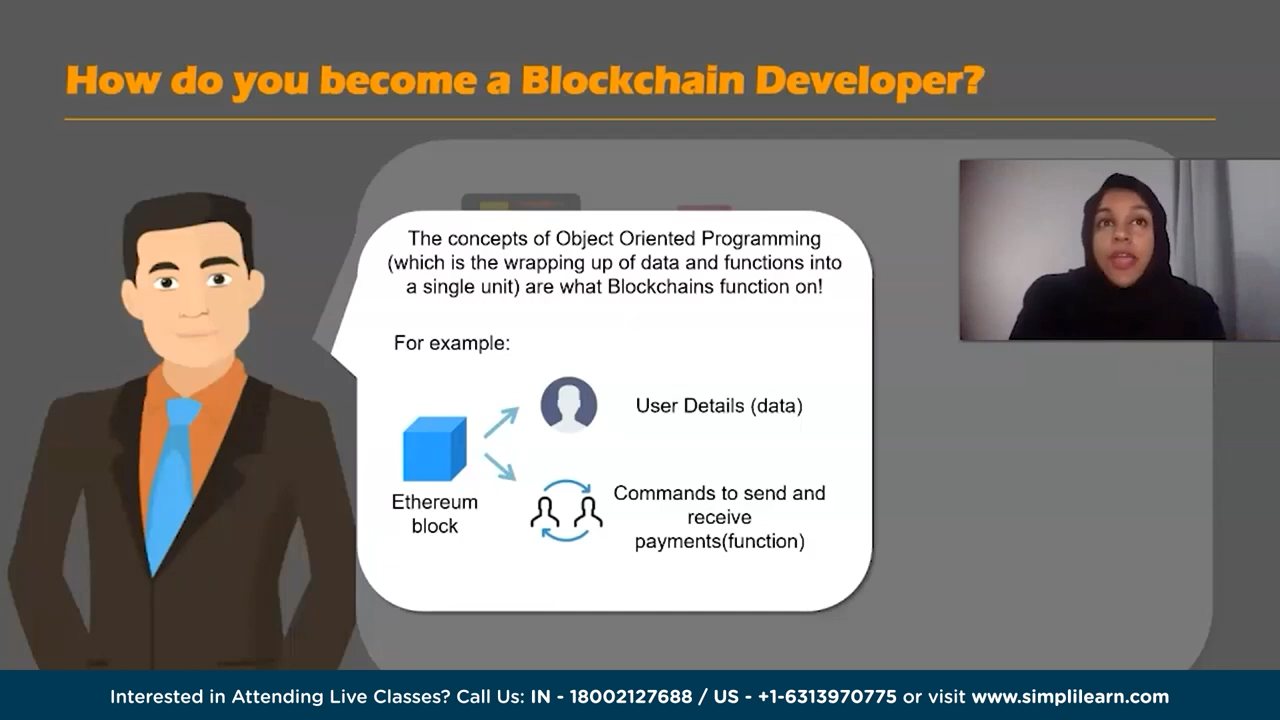 How do you become a Blockchain Developer?
The concepts of Object Oriented Programming
(which is the wrapping up of data and functions into
a single unit) are what Blockchains function on!
For example:
User Details (data)
Ethereum
block
Commands to send and
receive
payments(function)
Interested in Attending Live Classes? Call Us: IN - 18002127688 / US - +1-6313970775 or visit www.simplilearn.com